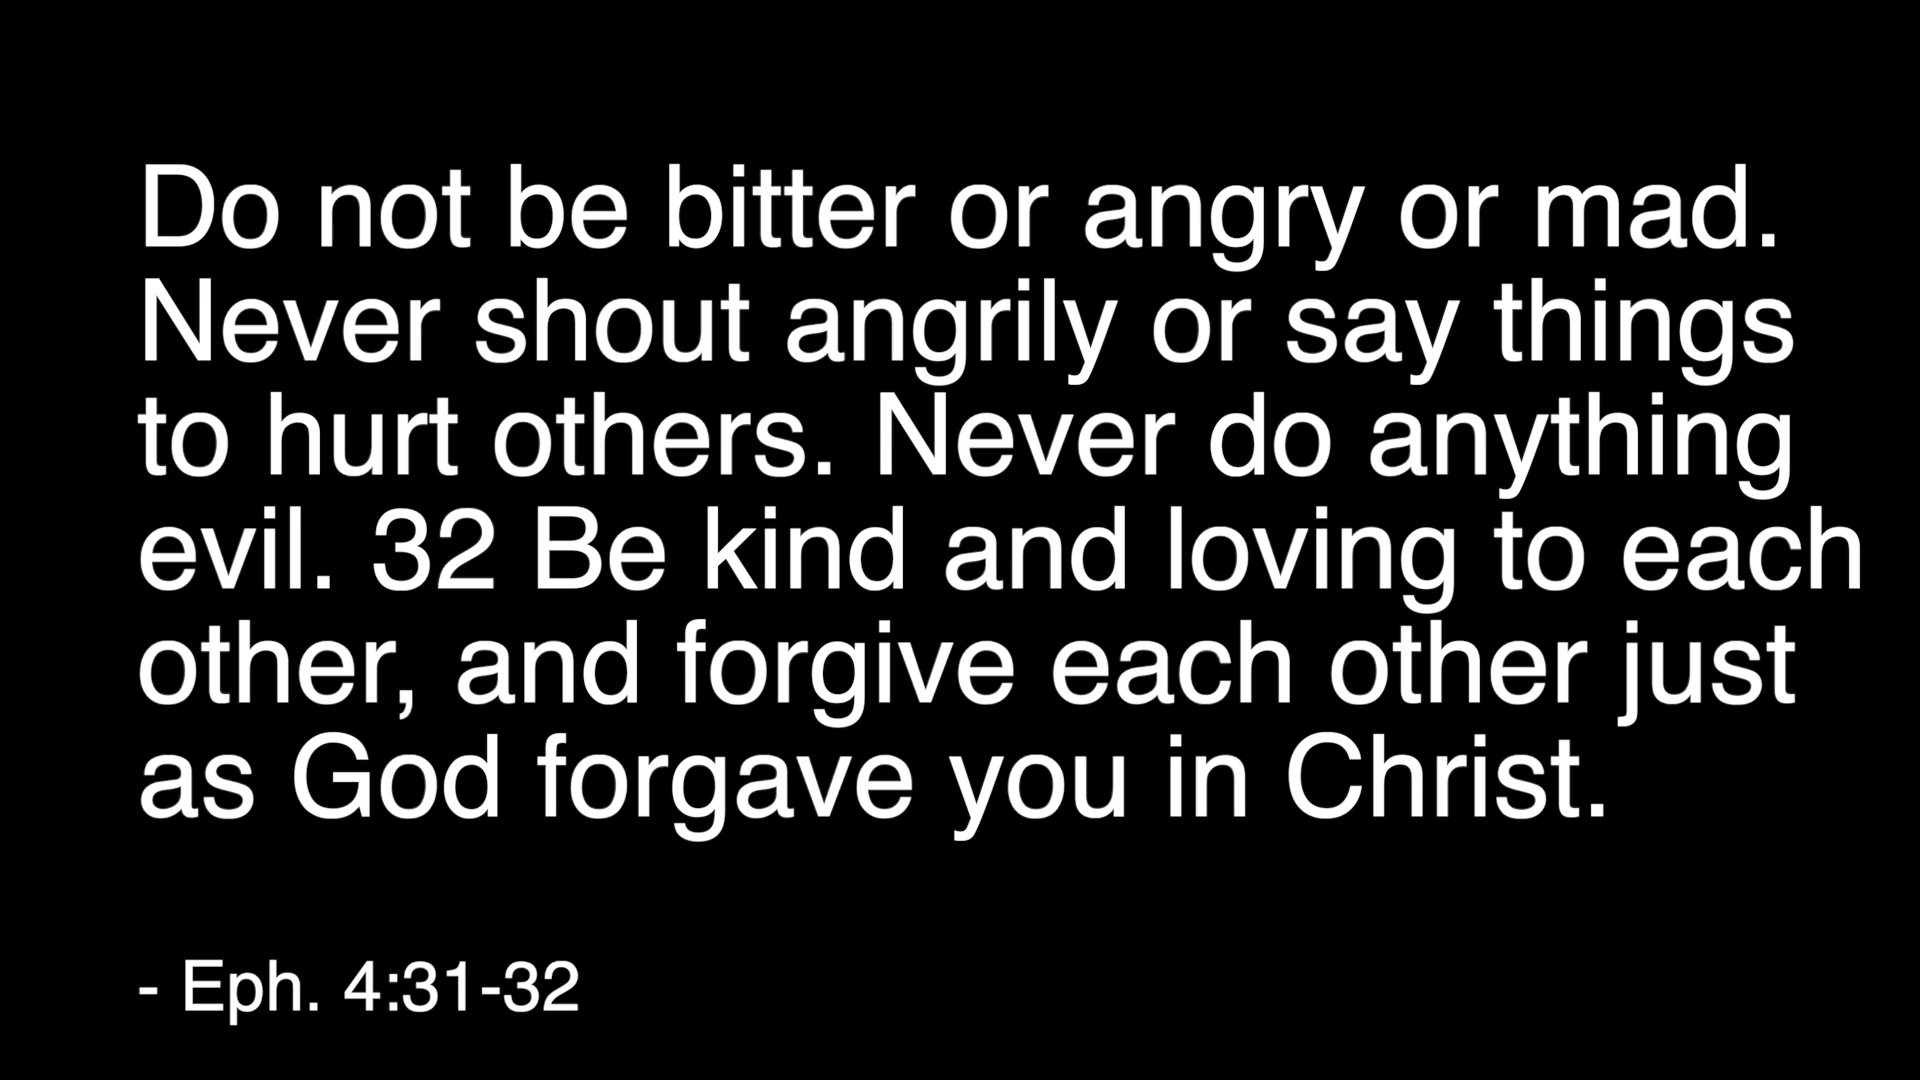 Do not be bitter or angry or mad.
Never shout angrily or say things
to hurt others. Never do anything
evil. 32 Be kind and loving to each
other, and forgive each other just
as God forgave you in Christ.
- Eph. 4:31-32